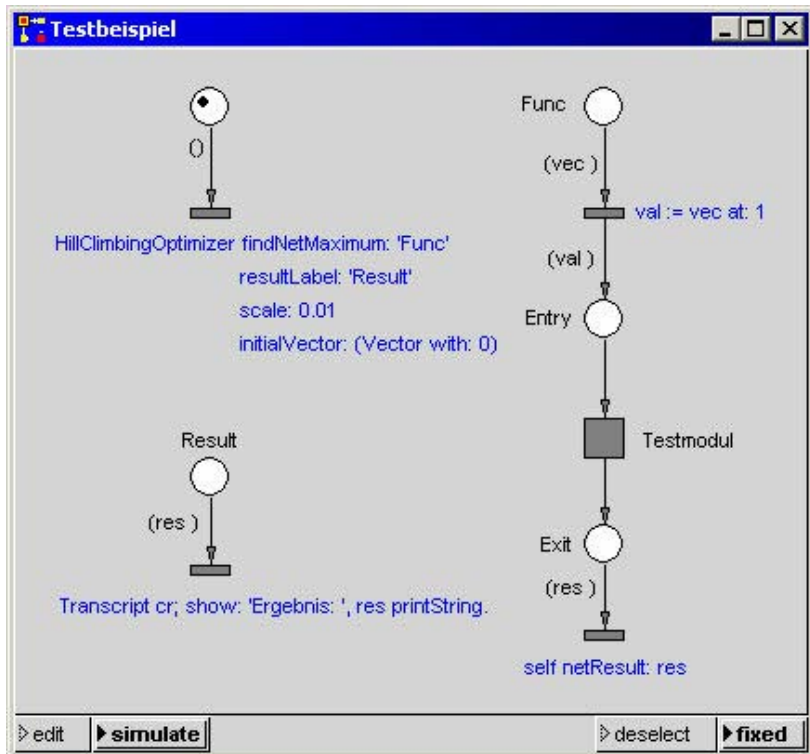 Testbeispiel
()
HillClimbingOptimizer findNetMaximum: 'Func'
resultLabel: 'Result'
scale: 0.01
initialVector: (Vector with: 0)
Result
(res )
Transcript cr; show: 'Ergebnis: ', res printString.
Func
(vec )
val := vec at: 1
(val )
Entry
Testmodul
Exit
(res )
self netResult: res
edit
simulate
deselect
fixed